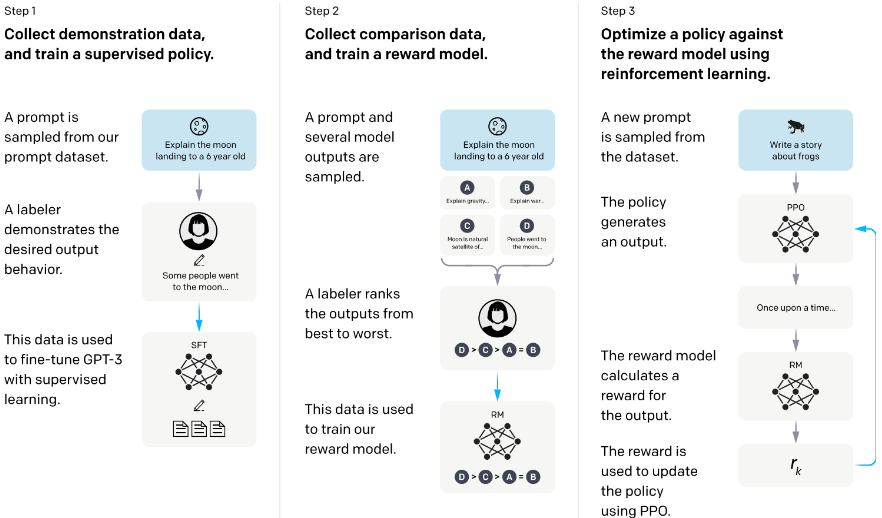 Step 1
Collect demonstration data,
and train a supervised policy.
A prompt is
sampled from our
prompt dataset.
Explain the moon
landing to a 6 year old
A labeler
demonstrates the
desired output
behavior.
Some people went
to the moon...
This data is used
to fine-tune GPT-3
with supervised
learning.
SFT
Step 2
Collect comparison data,
and train a reward model.
A prompt and
several model
outputs are
sampled.
Explain the moon
landing to a 6 year old
A
Explain gravity...
B
Explain war...
C
Moon is natural
satellite of...
D
People went to
the moon...
A labeler ranks
the outputs from
best to worst.
D > C > A = B
This data is used
to train our
reward model.
RM
D > C > A = B
Step 3
Optimize a policy against
the reward model using
reinforcement learning.
A new prompt
is sampled from
the dataset.
Write a story
about frogs
The policy
generates
an output.
PPO
Once upon a time...
The reward model
calculates a
reward for
the output.
RM
The reward is
used to update
the policy
using PPO.
r_k